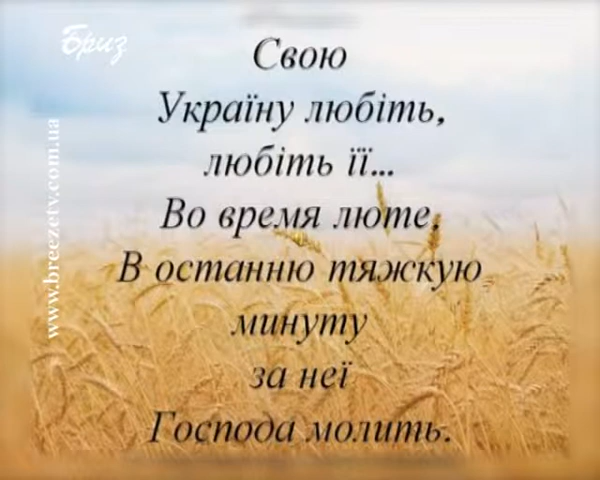 Бриз
www.breezetv.com.ua
Свою
Україну любіть,
любіть її...
Во время люте,
В останню тяжкую
минуту
за неї
Господа молить.